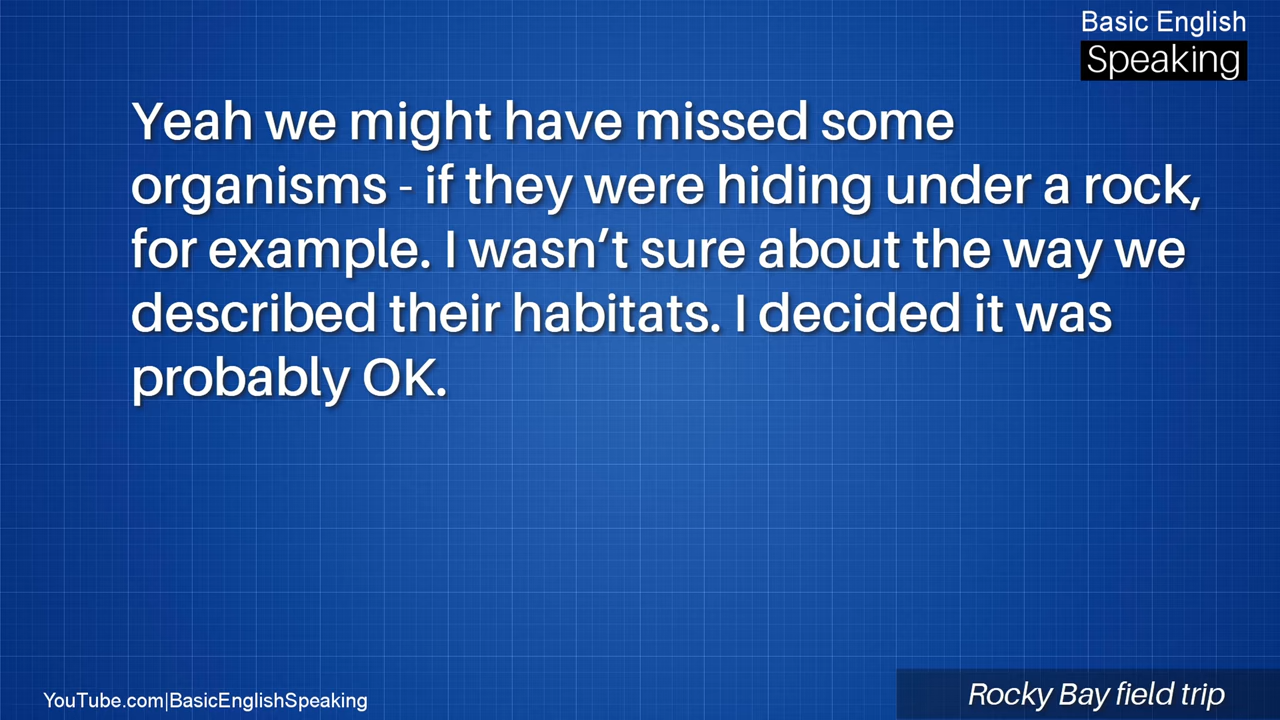 Basic English
Speaking
Yeah we might have missed some
organisms - if they were hiding under a rock,
for example. I wasn’t sure about the way we
described their habitats. I decided it was
probably OK.
YouTube.com|BasicEnglishSpeaking
Rocky Bay field trip